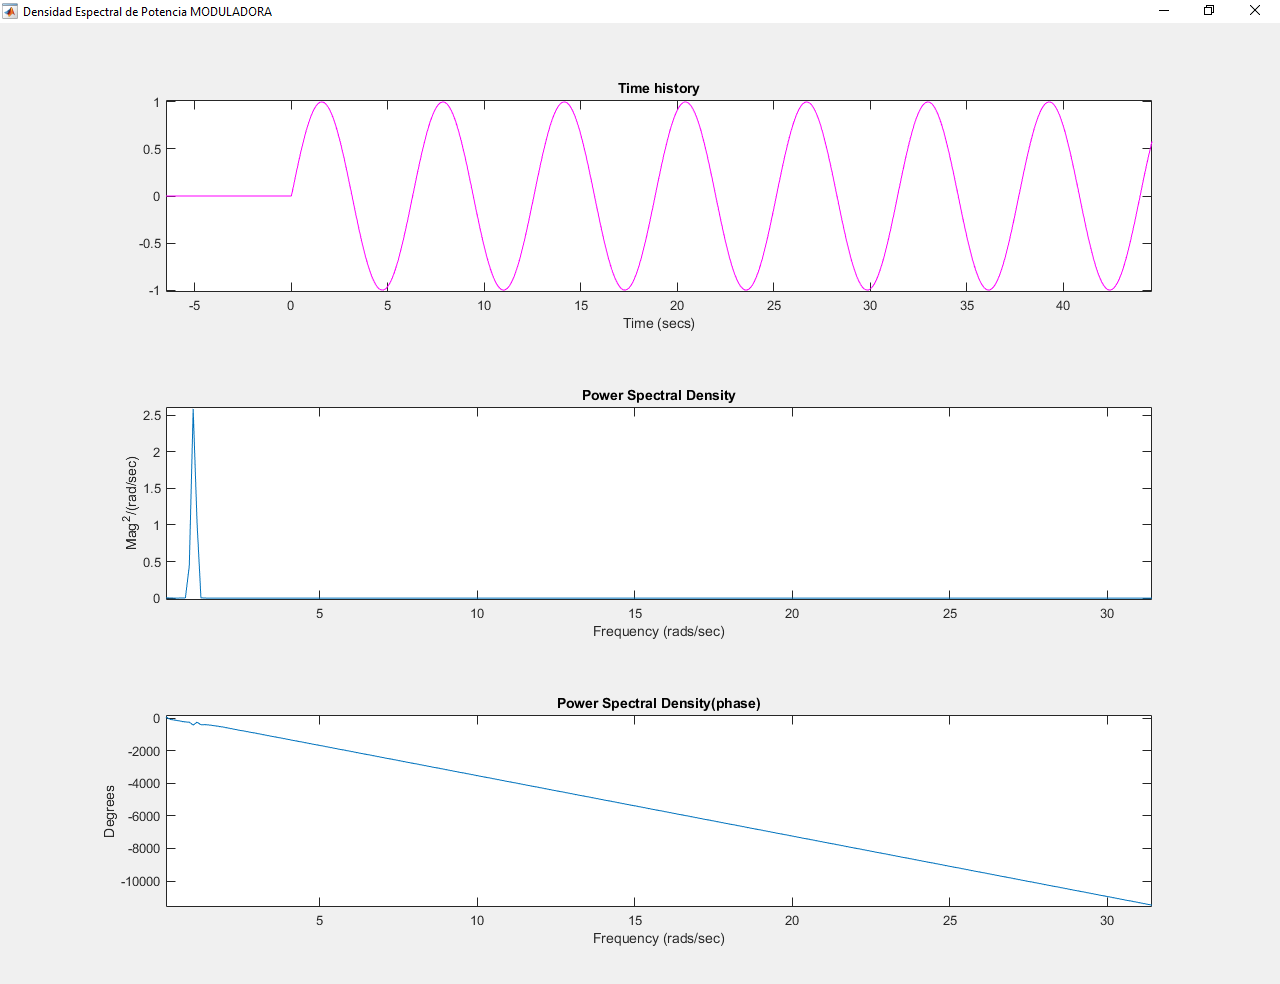 Densidad Espectral de Potencia MODULADORA
Time history
1
0.5
0
-0.5
-1
-5 0 5 10 15 20 25 30 35 40
Time (secs)
Power Spectral Density
Mag^2/(rad/sec)
2.5
2
1.5
1
0.5
0
5 10 15 20 25 30
Frequency (rads/sec)
Power Spectral Density(phase)
Degrees
0
-2000
-4000
-6000
-8000
-10000
5 10 15 20 25 30
Frequency (rads/sec)